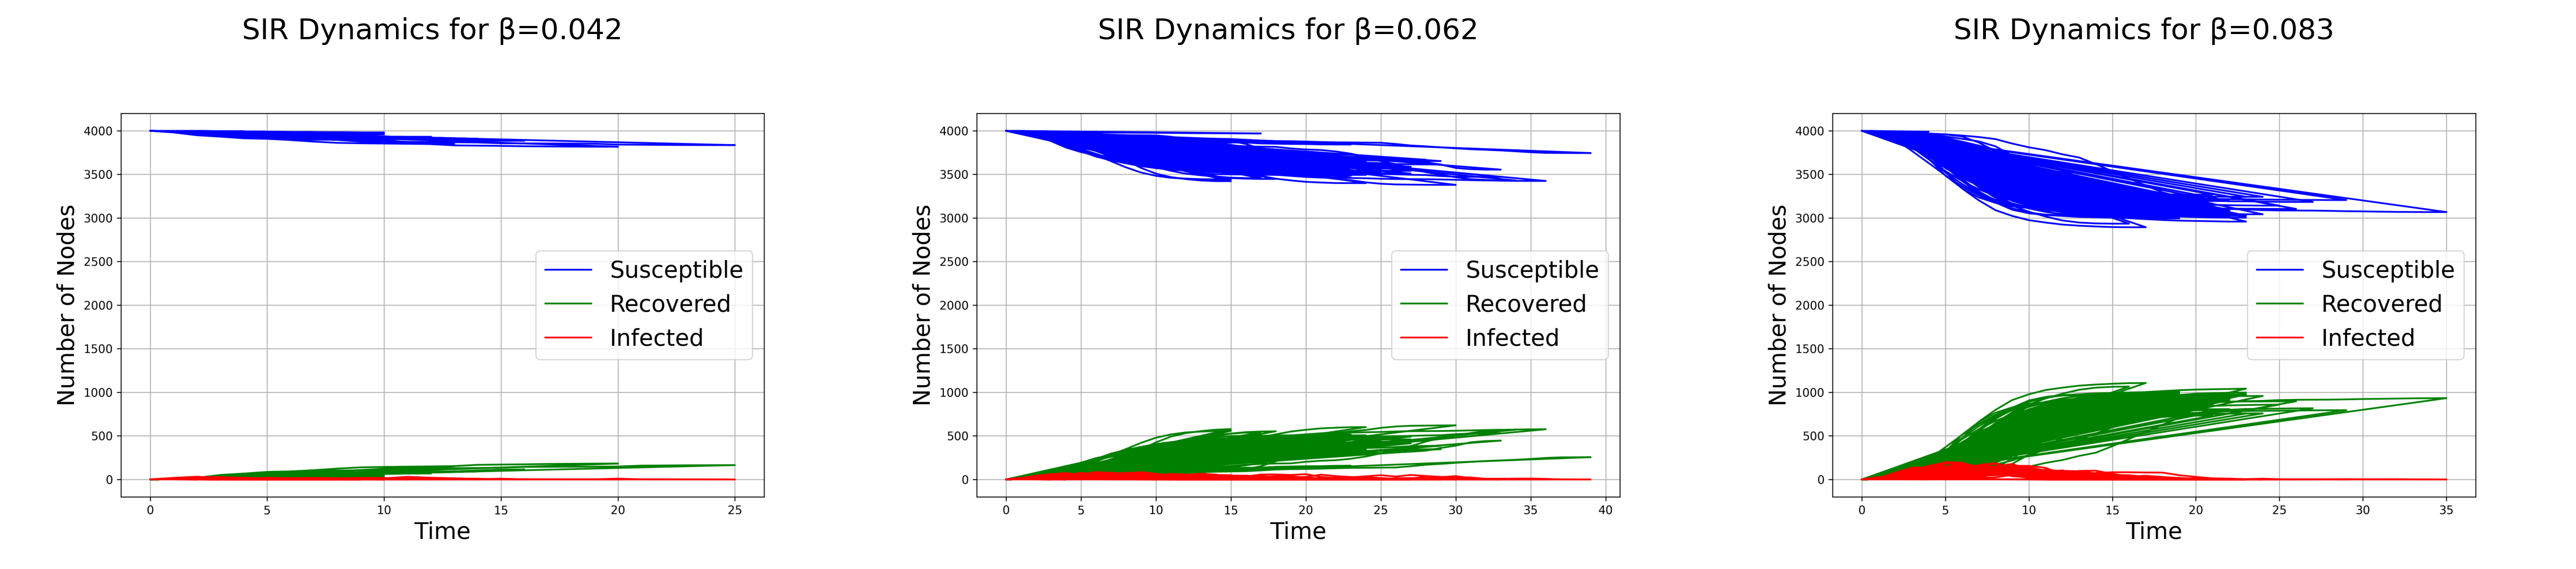 SIR Dynamics for β=0.042
4000
3500
3000
2500
2000
1500
1000
500
0
Number of Nodes
Susceptible
Recovered
Infected
0 5 10 15 20 25
Time
SIR Dynamics for β=0.062
4000
3500
3000
2500
2000
1500
1000
500
0
Number of Nodes
Susceptible
Recovered
Infected
0 5 10 15 20 25 30 35 40
Time
SIR Dynamics for β=0.083
4000
3500
3000
2500
2000
1500
1000
500
0
Number of Nodes
Susceptible
Recovered
Infected
0 5 10 15 20 25 30 35
Time